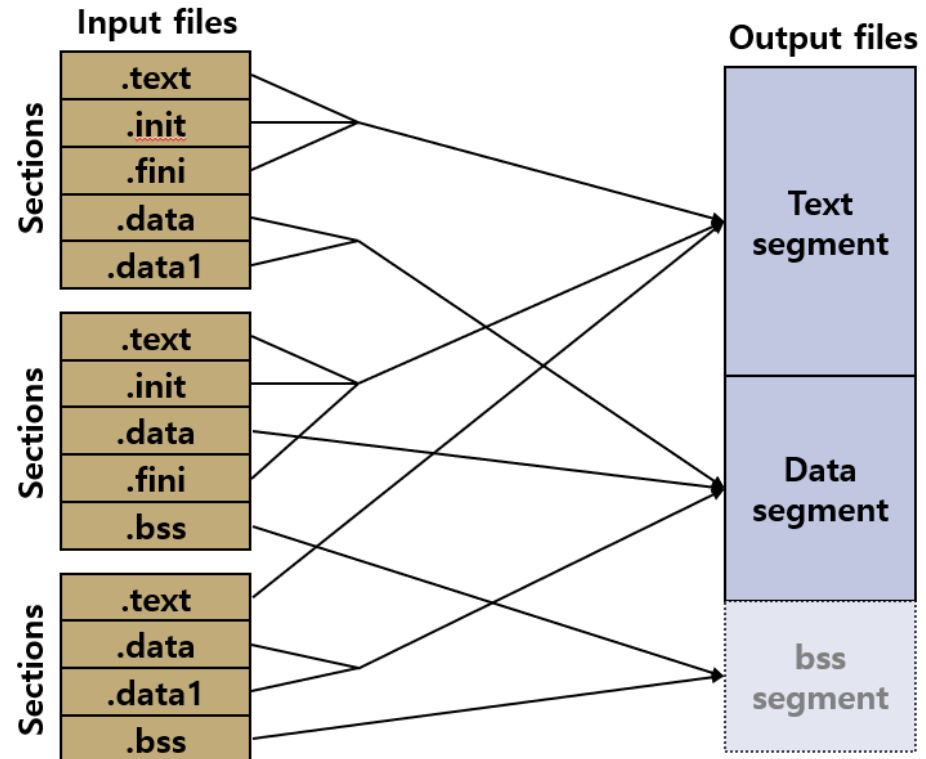 Input files
Sections
.text
.init
.fini
.data
.data1
Sections
.text
.init
.data
.fini
.bss
Sections
.text
.data
.data1
.bss
Output files
Text
segment
Data
segment
bss
segment